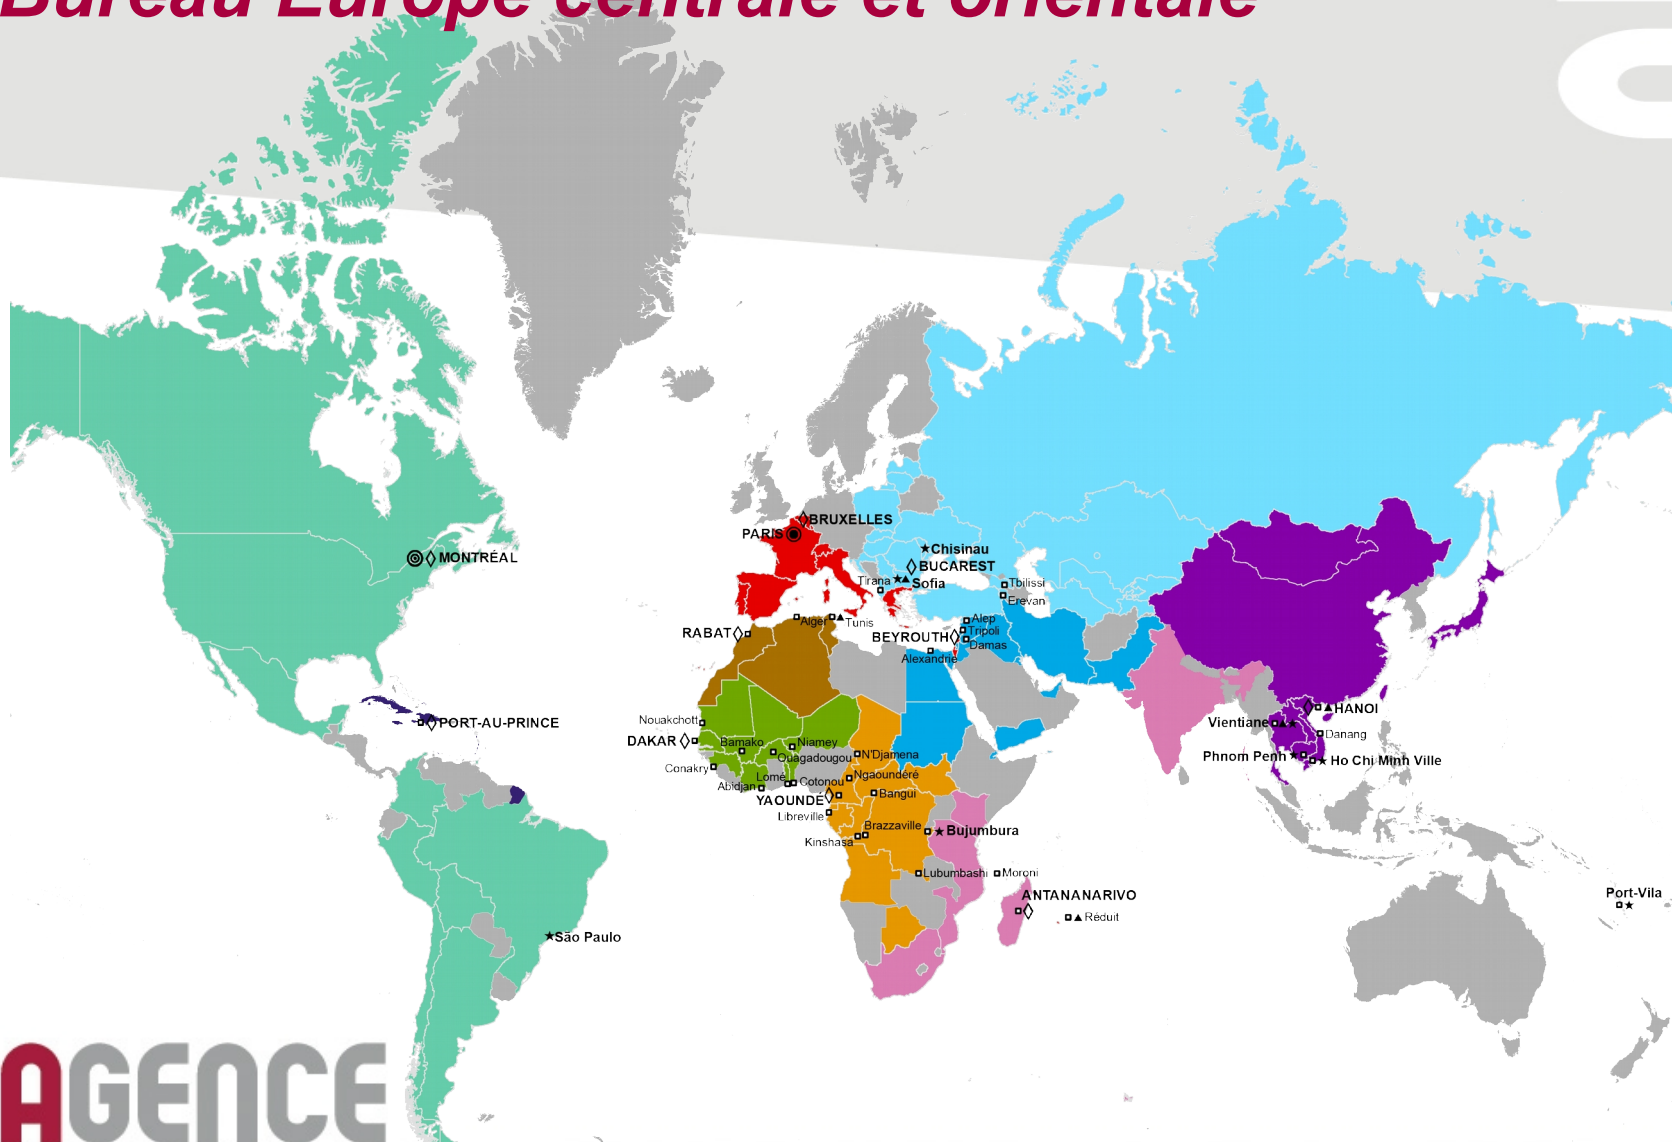 Bureau Europe centrale et orientale
BRUXELLES
PARIS
MONTRÉAL
Chisinau
BUCAREST
Tirana
Sofia
Tbilissi
Erevan
Alger
Tunis
Alep
RABAT
Tripoli
BEYROUTH
Damas
Alexandrie
HANOI
Nouakchott
PORT-AU-PRINCE
Vientiane
Danang
DAKAR
Bamako
Niamey
Ouagadougou
N'Djamena
Phnom Penh
Ho Chi Minh Ville
Conakry
Lomé
Ngaoundéré
Abidjan
Cotonou
Bangui
YAOUNDÉ
Libreville
Brazzaville
Bujumbura
Kinshasa
Lubumbashi
Moroni
ANTANANARIVO
Port-Vila
Réduit
São Paulo
AGENCE